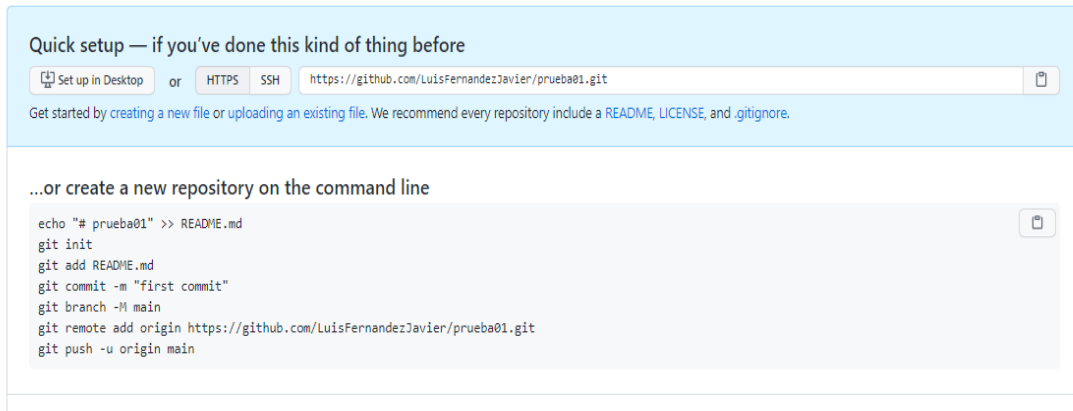 Quick setup — if you’ve done this kind of thing before
Set up in Desktop or HTTPS SSH https://github.com/LuisFernandezJavier/prueba01.git
Get started by creating a new file or uploading an existing file. We recommend every repository include a README, LICENSE, and .gitignore.
…or create a new repository on the command line
echo "# prueba01" >> README.md
git init
git add README.md
git commit -m "first commit"
git branch -M main
git remote add origin https://github.com/LuisFernandezJavier/prueba01.git
git push -u origin main